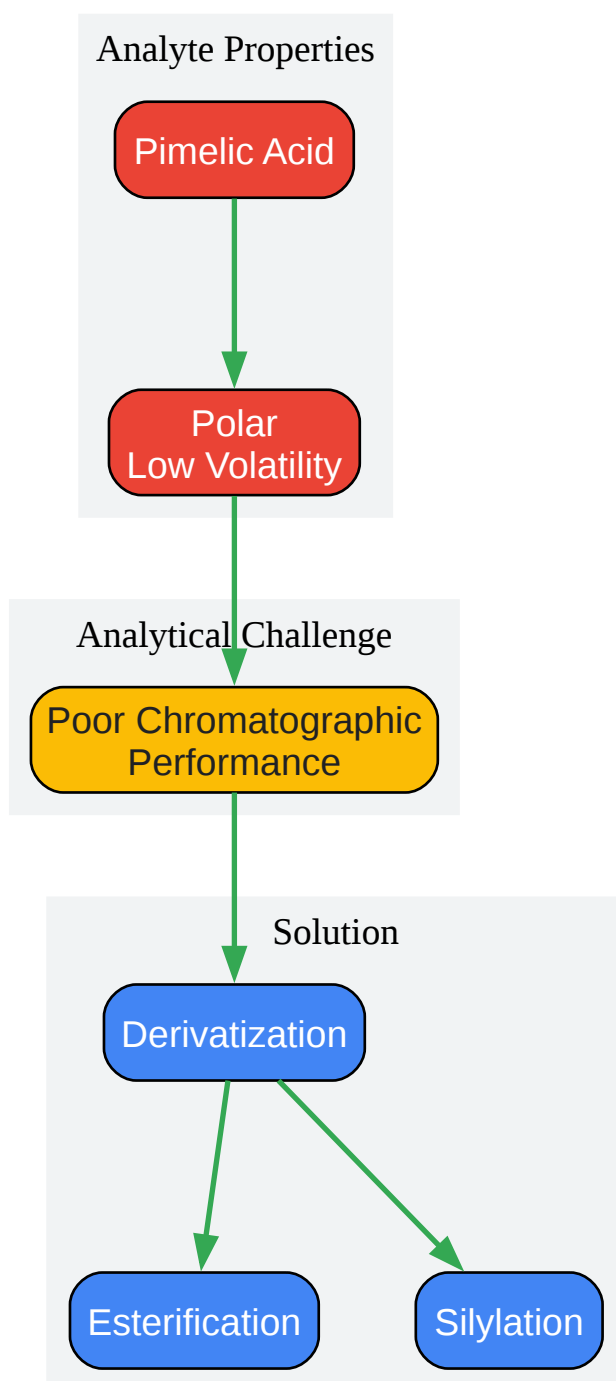 Analyte Properties
Pimelic Acid
Polar
Low Volatility
Analytical Challenge
Poor Chromatographic
Performance
Solution
Derivatization
Esterification
Silylation